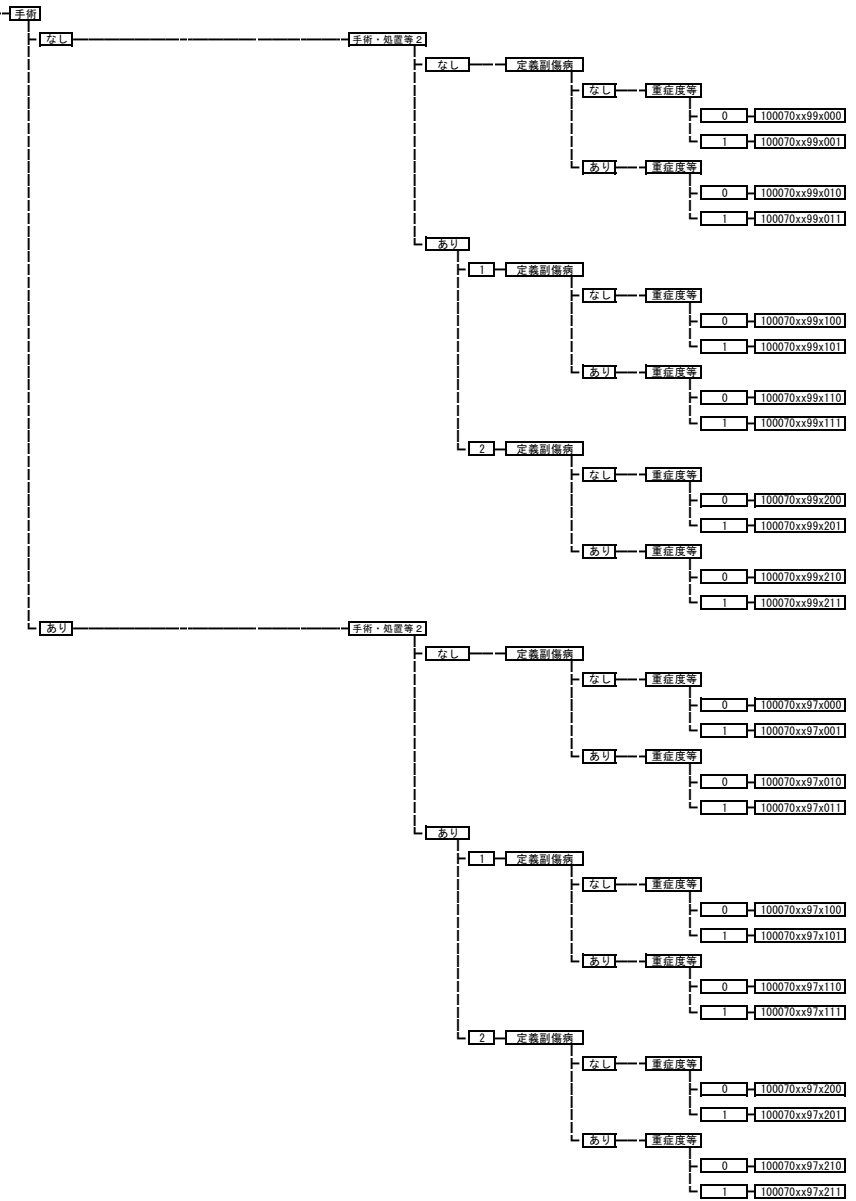 手術
なし 手術・処置等2
なし 定義副傷病
なし 重症度等
0 100070xx99x000
1 100070xx99x001
あり 重症度等
0 100070xx99x010
1 100070xx99x011
あり
1 定義副傷病
なし 重症度等
0 100070xx99x100
1 100070xx99x101
あり 重症度等
0 100070xx99x110
1 100070xx99x111
2 定義副傷病
なし 重症度等
0 100070xx99x200
1 100070xx99x201
あり 重症度等
0 100070xx99x210
1 100070xx99x211
あり 手術・処置等2
なし 定義副傷病
なし 重症度等
0 100070xx97x000
1 100070xx97x001
あり 重症度等
0 100070xx97x010
1 100070xx97x011
あり
1 定義副傷病
なし 重症度等
0 100070xx97x100
1 100070xx97x101
あり 重症度等
0 100070xx97x110
1 100070xx97x111
2 定義副傷病
なし 重症度等
0 100070xx97x200
1 100070xx97x201
あり 重症度等
0 100070xx97x210
1 100070xx97x211